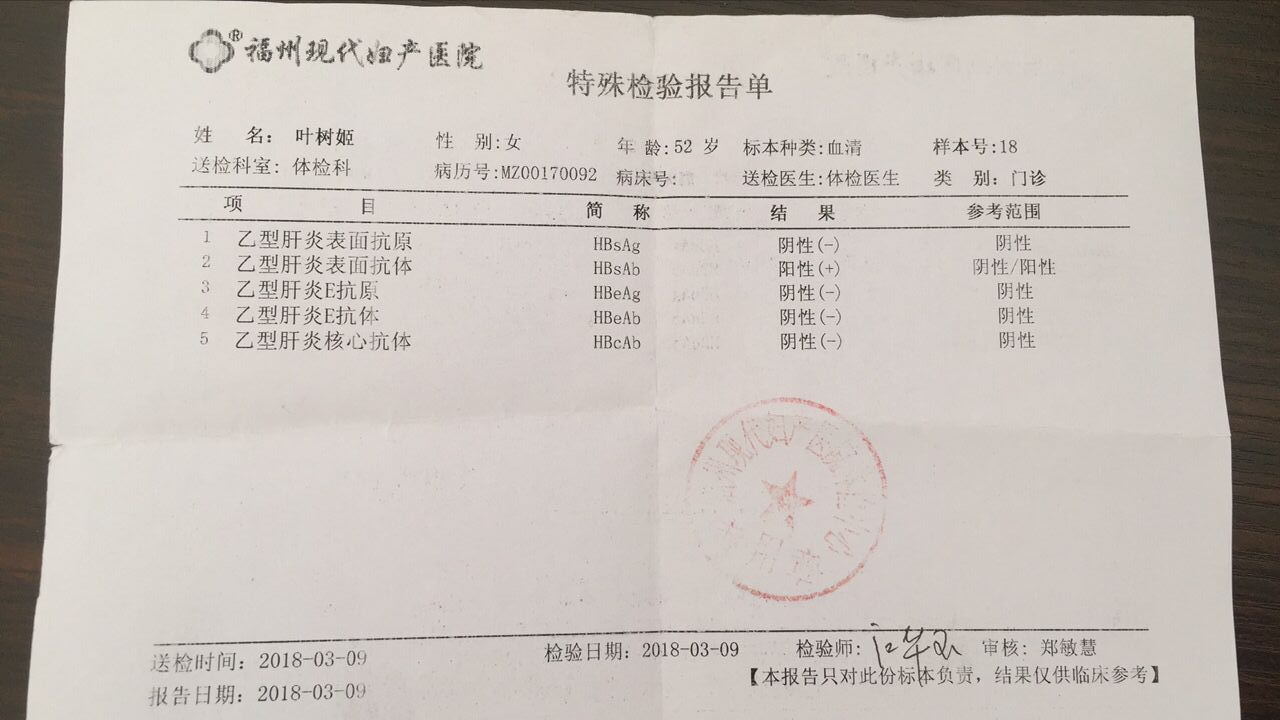 福州现代妇产医院
特殊检验报告单
姓 名: 叶树姬 性 别:女 年 龄:52 岁 标本种类:血清 样本号:18
送检科室: 体检科 病历号:MZ00170092 病床号: 送检医生:体检医生 类 别: 门诊
项 目 简 称 结 果 参考范围
1 乙型肝炎表面抗原 HBsAg 阴性(-) 阴性
2 乙型肝炎表面抗体 HBsAb 阳性(+) 阴性/阳性
3 乙型肝炎E抗原 HBeAg 阴性(-) 阴性
4 乙型肝炎E抗体 HBeAb 阴性(-) 阴性
5 乙型肝炎核心抗体 HBcAb 阴性(-) 阴性
送检时间: 2018-03-09 检验日期: 2018-03-09 检验师: 审核: 郑敏慧
报告日期: 2018-03-09 【本报告只对此份标本负责, 结果仅供临床参考】